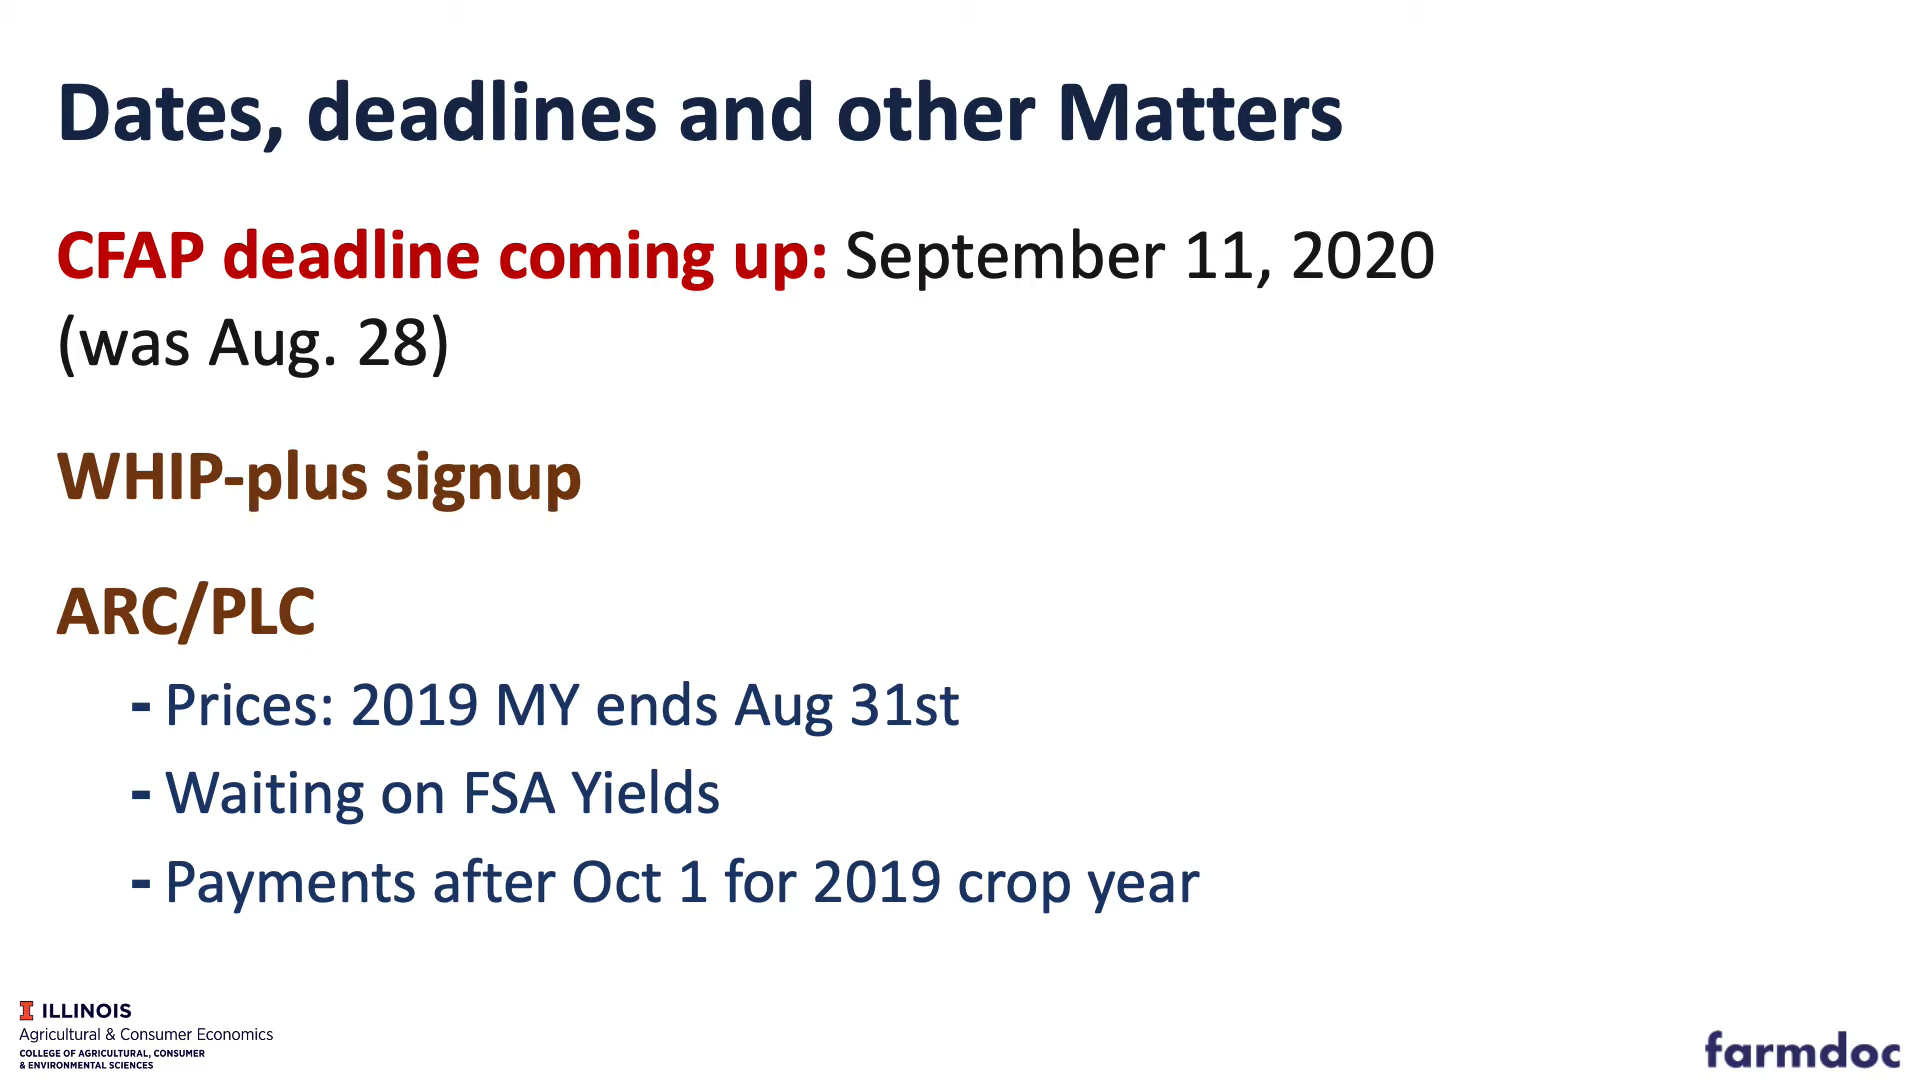 Dates, deadlines and other Matters
CFAP deadline coming up: September 11, 2020
(was Aug. 28)
WHIP-plus signup
ARC/PLC
- Prices: 2019 MY ends Aug 31st
- Waiting on FSA Yields
- Payments after Oct 1 for 2019 crop year
I ILLINOIS
Agricultural & Consumer Economics
COLLEGE OF AGRICULTURAL, CONSUMER
& ENVIRONMENTAL SCIENCES
farmdoc